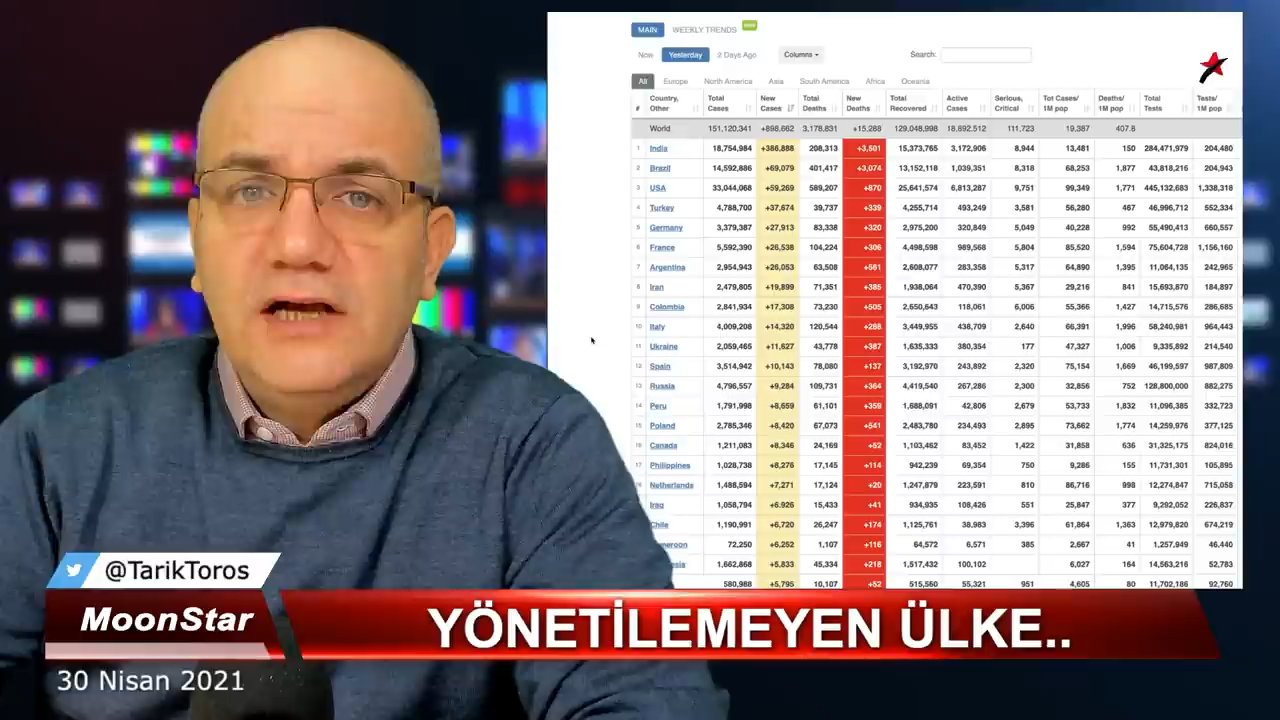 MAIN WEEKLY TRENDS
Now Yesterday 2 Days Ago Columns Search:
All Europe North America Asia South America Africa Oceania
# Country, Other Total Cases New Cases Total Deaths New Deaths Total Recovered Active Cases Serious, Critical Tot Cases/ 1M pop Deaths/ 1M pop Total Tests Tests/ 1M pop
World 151,120,341 +898,662 3,178,831 +15,288 129,048,998 18,892,512 111,723 19,387 407.8
1 India 18,754,984 +386,888 208,313 +3,501 15,373,765 3,172,906 8,944 13,481 150 284,471,979 204,480
2 Brazil 14,592,886 +69,079 401,417 +3,074 13,152,118 1,039,351 8,318 68,253 1,877 43,818,216 204,943
3 USA 33,044,068 +59,269 589,207 +870 25,641,574 6,813,287 9,751 99,349 1,771 445,132,683 1,338,318
4 Turkey 4,788,700 +37,674 39,737 +339 4,255,714 493,249 3,581 56,280 467 46,996,712 552,334
5 Germany 3,379,387 +27,913 83,338 +320 2,975,200 320,849 5,049 40,228 992 55,490,413 660,557
6 France 5,592,390 +26,538 104,224 +306 4,498,598 989,568 5,804 85,520 1,594 75,604,728 1,156,160
7 Argentina 2,954,943 +26,053 63,508 +561 2,608,077 283,358 5,317 64,890 1,395 11,064,135 242,965
8 Iran 2,479,805 +19,899 71,351 +385 1,938,064 470,390 5,367 29,216 841 15,693,870 184,897
9 Colombia 2,841,934 +17,308 73,230 +505 2,650,643 118,061 6,006 55,366 1,427 14,715,576 286,685
10 Italy 4,009,208 +14,320 120,544 +288 3,449,955 438,709 2,640 66,391 1,996 58,240,981 964,443
11 Ukraine 2,059,465 +11,627 43,778 +387 1,635,333 380,354 177 47,327 1,006 9,335,892 214,540
12 Spain 3,514,942 +10,143 78,080 +137 3,192,970 243,892 2,320 75,154 1,669 46,199,597 987,809
13 Russia 4,796,557 +9,284 109,731 +364 4,419,540 267,286 2,300 32,856 752 128,800,000 882,275
14 Peru 1,791,998 +8,659 61,101 +359 1,688,091 42,806 2,679 53,733 1,832 11,096,385 332,723
15 Poland 2,785,346 +8,420 67,073 +541 2,483,780 234,493 2,895 73,662 1,774 14,259,976 377,125
16 Canada 1,211,083 +8,346 24,169 +52 1,103,462 83,452 1,422 31,858 636 31,325,175 824,016
17 Philippines 1,028,738 +8,276 17,145 +114 942,239 69,354 750 9,286 155 11,731,301 105,895
Netherlands 1,488,594 +7,271 17,124 +20 1,247,879 223,591 810 86,716 998 12,274,847 715,058
Iraq 1,058,794 +6,926 15,433 +41 934,935 108,426 551 25,847 377 9,292,052 226,837
Chile 1,190,991 +6,720 26,247 +174 1,125,761 38,983 3,396 61,864 1,363 12,979,820 674,219
meroon 72,250 +6,252 1,107 +116 64,572 6,571 385 2,667 41 1,257,949 46,440
esia 1,662,868 +5,833 45,334 +218 1,517,432 100,102 6,027 164 14,563,216 52,783
580,988 +5,795 10,107 +52 515,560 55,321 951 4,605 80 11,702,186 92,760
@TarikToros
MoonStar
YÖNETİLEMEYEN ÜLKE..
30 Nisan 2021